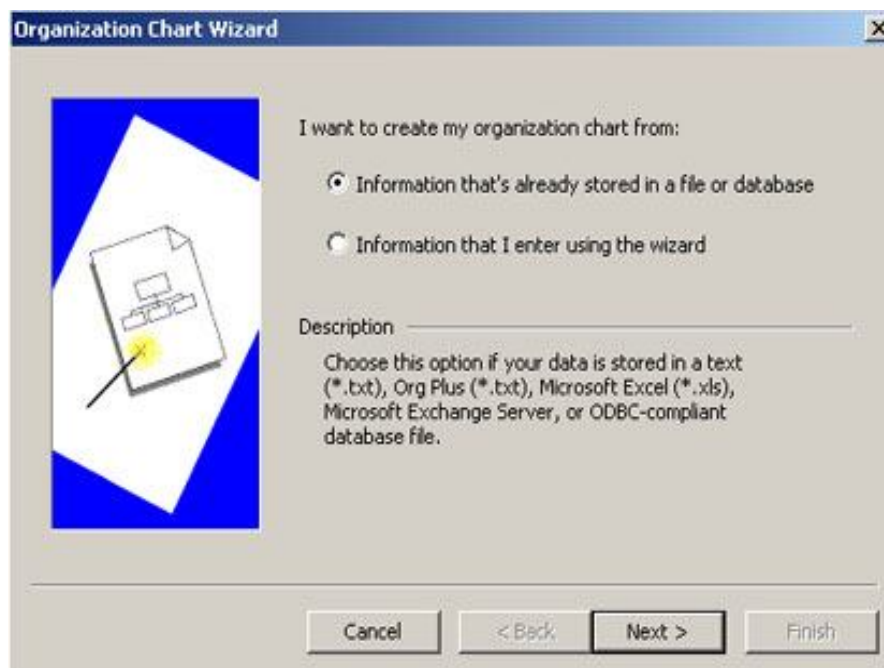 Organization Chart Wizard
I want to create my organization chart from:
Information that's already stored in a file or database
Information that I enter using the wizard
Description
Choose this option if your data is stored in a text
(*.txt), Org Plus (*.txt), Microsoft Excel (*.xls),
Microsoft Exchange Server, or ODBC-compliant
database file.
Cancel
< Back
Next >
Finish